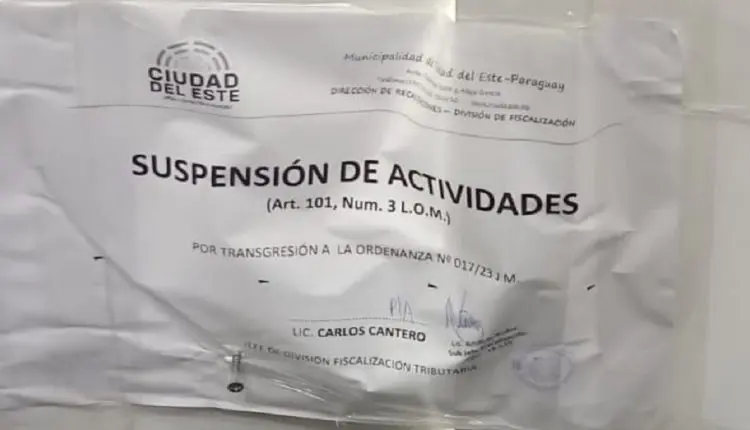 CIUDAD
DEL ESTE
Municipalidad de Ciudad del Este-Paraguay
DIRECCIÓN DE RECAUDACIONES - DIVISIÓN DE FISCALIZACIÓN
SUSPENSIÓN DE ACTIVIDADES
(Art. 101, Num. 3 L.O.M.)
POR TRANSGRESIÓN A LA ORDENANZA Nº 017/23 J.M.
P/A
LIC. CARLOS CANTERO
JEFE DE DIVISIÓN FISCALIZACIÓN TRIBUTARIA